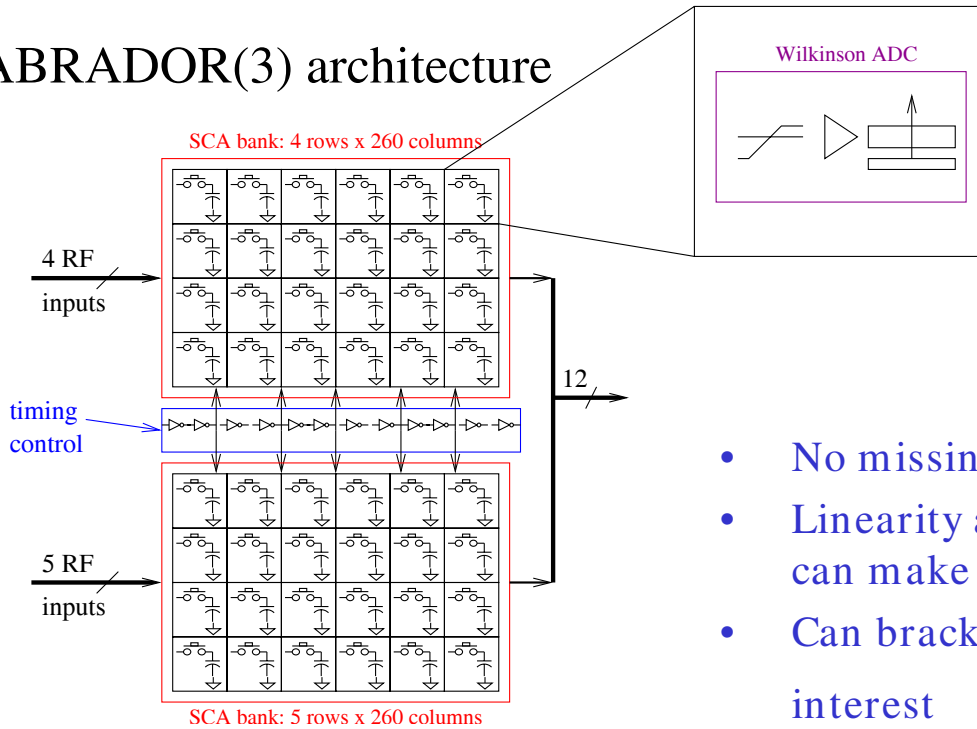 ABRADOR(3) architecture
Wilkinson ADC
SCA bank: 4 rows x 260 columns
4 RF
inputs
12
timing
control
5 RF
inputs
SCA bank: 5 rows x 260 columns
• No missin
• Linearity a
can make
• Can brack
interest